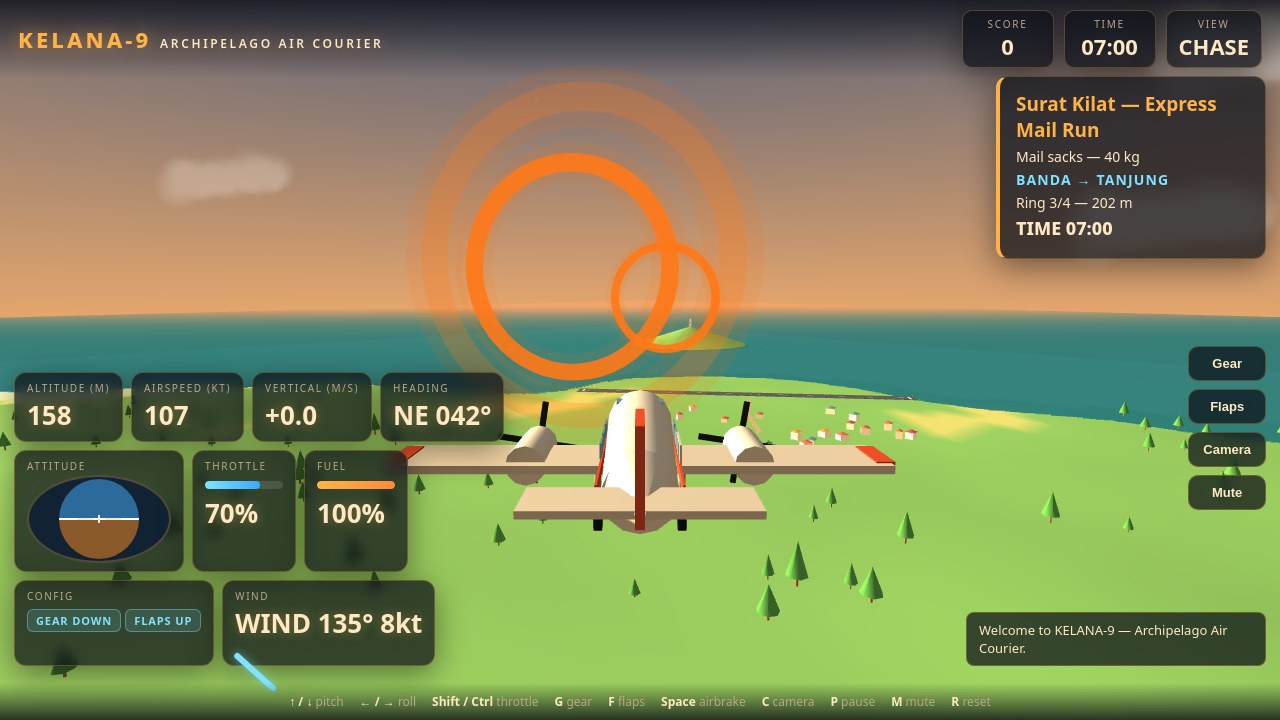 KELANA-9 ARCHIPELAGO AIR COURIER
SCORE
0
TIME
07:00
VIEW
CHASE
Surat Kilat — Express
Mail Run
Mail sacks — 40 kg
BANDA → TANJUNG
Ring 3/4 — 202 m
TIME 07:00
Gear
Flaps
Camera
Mute
ALTITUDE (M)
158
AIRSPEED (KT)
107
VERTICAL (M/S)
+0.0
HEADING
NE 042°
ATTITUDE
THROTTLE
70%
FUEL
100%
CONFIG
GEAR DOWN FLAPS UP
WIND
WIND 135° 8kt
Welcome to KELANA-9 — Archipelago Air
Courier.
↑ / ↓ pitch ← / → roll Shift / Ctrl throttle G gear F flaps Space airbrake C camera P pause M mute R reset